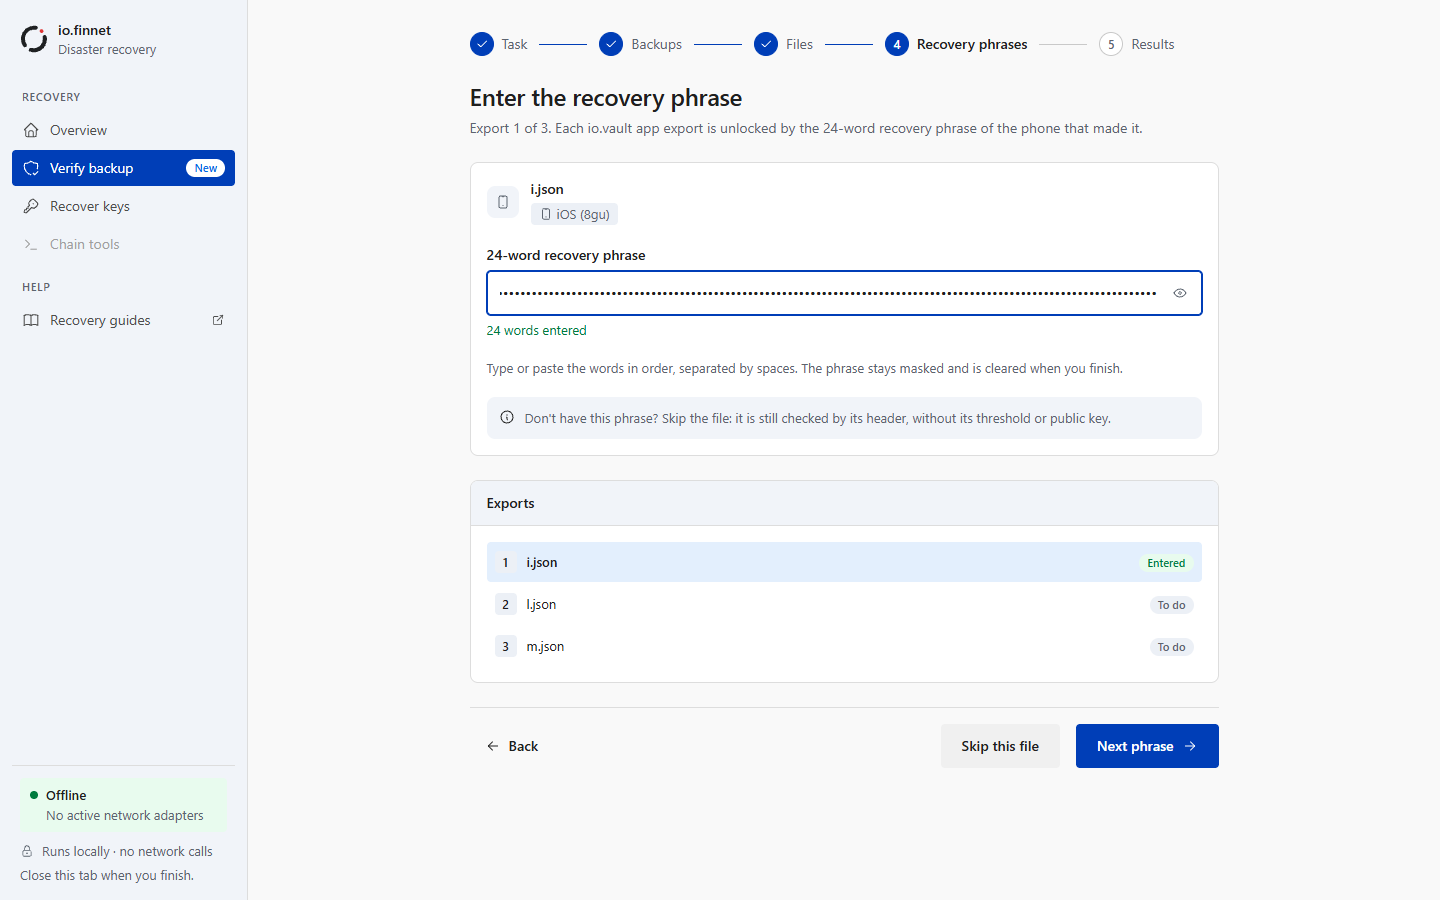 io.finnet
Disaster recovery
RECOVERY
Overview
Verify backup New
Recover keys
Chain tools
HELP
Recovery guides
Offline
No active network adapters
Runs locally · no network calls
Close this tab when you finish.
Task
Backups
Files
4 Recovery phrases
5 Results
Enter the recovery phrase
Export 1 of 3. Each io.vault app export is unlocked by the 24-word recovery phrase of the phone that made it.
i.json
iOS (8gu)
24-word recovery phrase
24 words entered
Type or paste the words in order, separated by spaces. The phrase stays masked and is cleared when you finish.
Don't have this phrase? Skip the file: it is still checked by its header, without its threshold or public key.
Exports
1 i.json Entered
2 l.json To do
3 m.json To do
Back
Skip this file
Next phrase